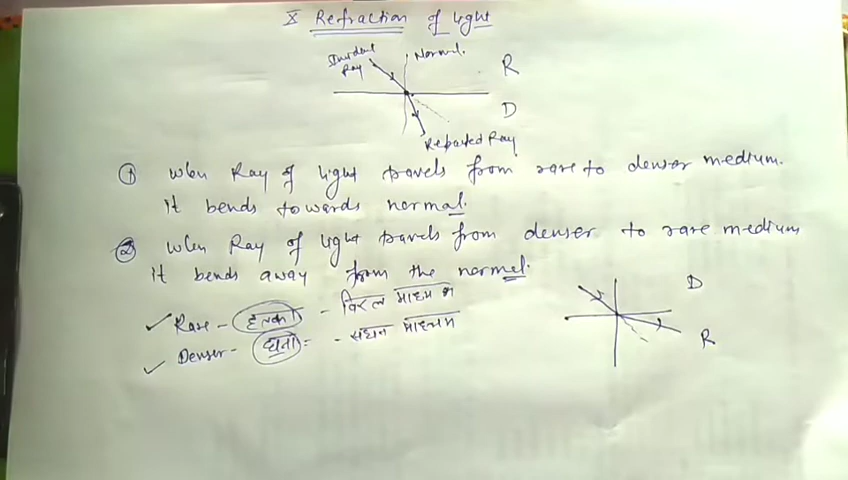 X Refraction of light
Incident Ray
Normal.
R
D
Refracted Ray
① When Ray of light travels from rare to denser medium.
it bends towards normal.
② When Ray of light travels from denser to rare medium
it bends away from the normal.
Rare - हल्का - विरल माध्यम
Denser - घना - सघन माध्यम
D
R